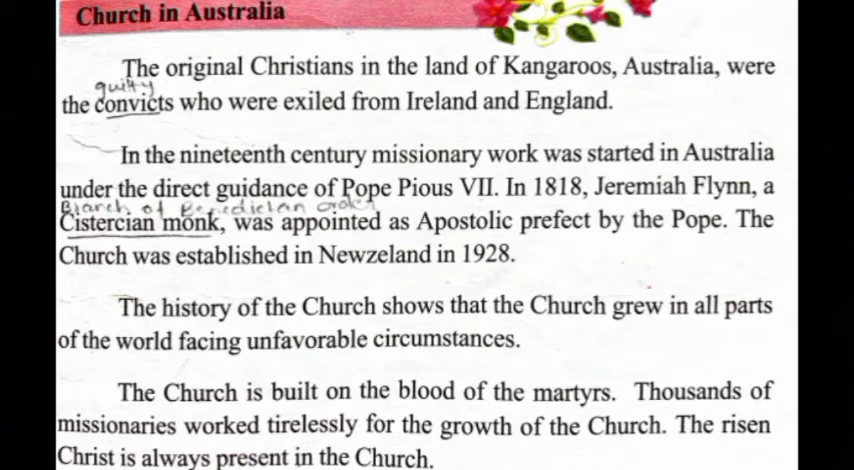 Church in Australia
The original Christians in the land of Kangaroos, Australia, were
guilty
the convicts who were exiled from Ireland and England.
In the nineteenth century missionary work was started in Australia
under the direct guidance of Pope Pious VII. In 1818, Jeremiah Flynn, a
Branch of Benedictan order
Cistercian monk, was appointed as Apostolic prefect by the Pope. The
Church was established in Newzeland in 1928.
The history of the Church shows that the Church grew in all parts
of the world facing unfavorable circumstances.
The Church is built on the blood of the martyrs. Thousands of
missionaries worked tirelessly for the growth of the Church. The risen
Christ is always present in the Church.